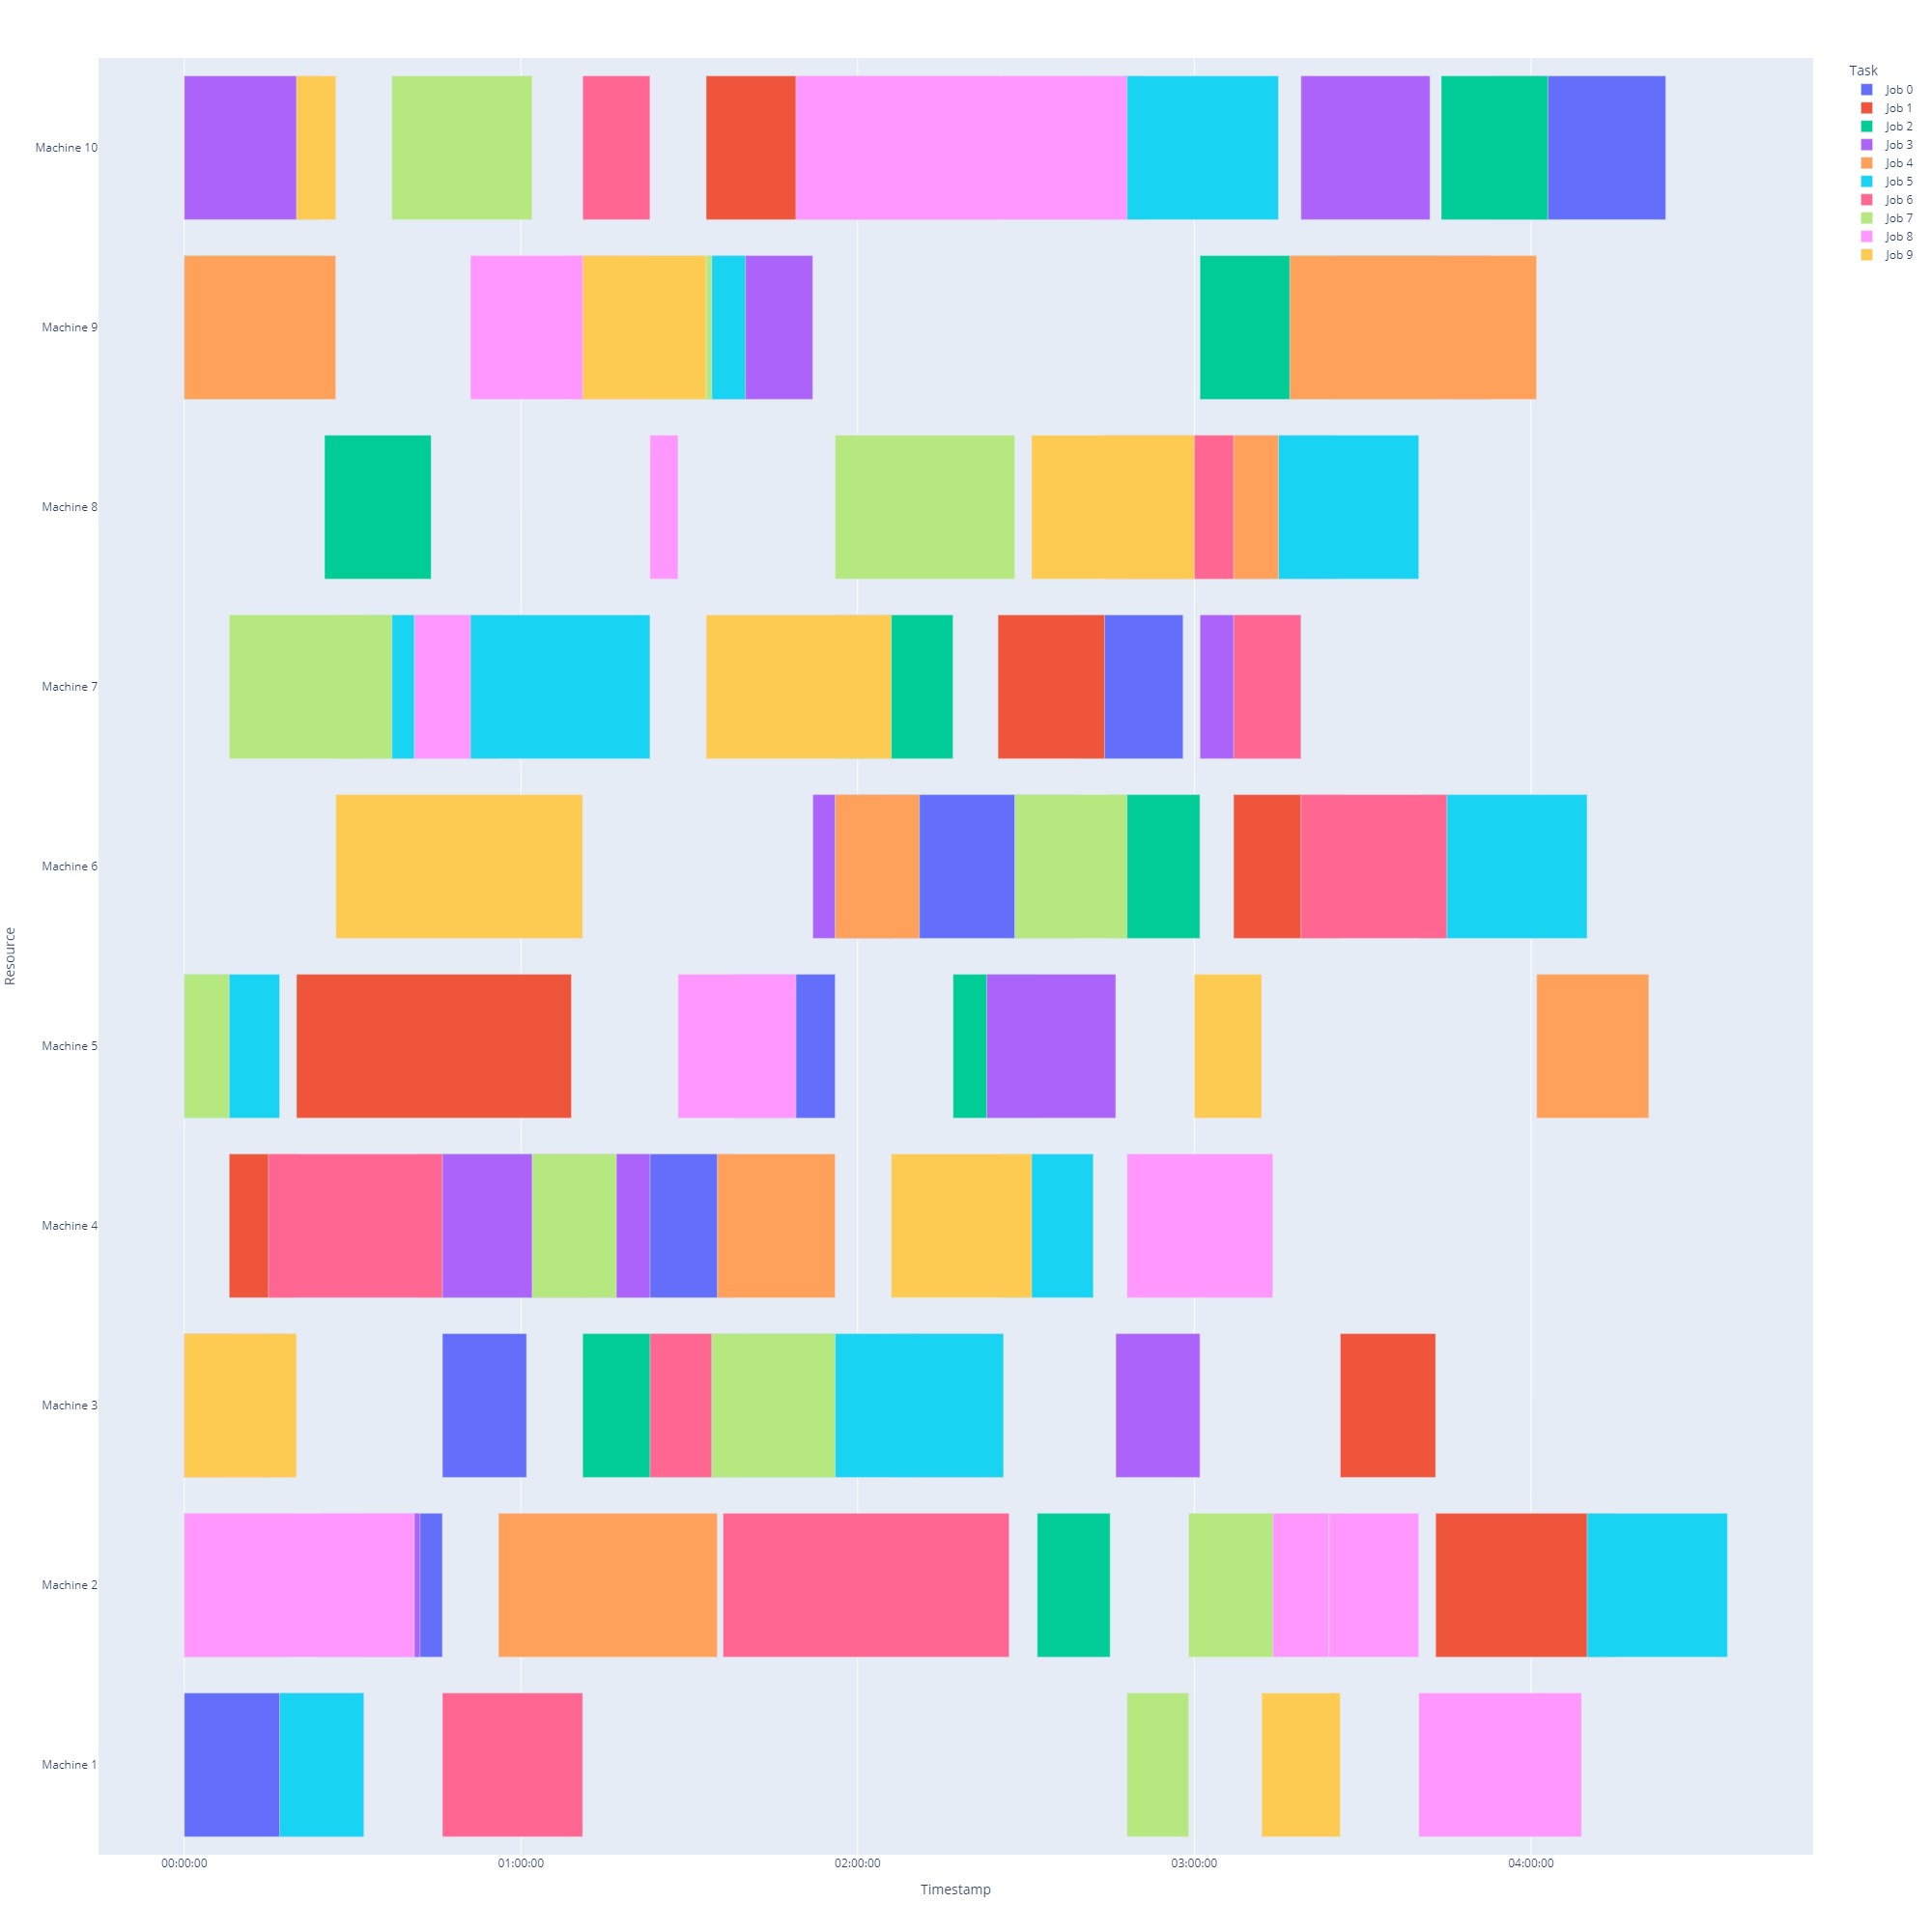 Task
Job 0
Job 1
Job 2
Job 3
Job 4
Job 5
Job 6
Job 7
Job 8
Job 9
Machine 10
Machine 9
Machine 8
Machine 7
Machine 6
Resource
Machine 5
Machine 4
Machine 3
Machine 2
Machine 1
00:00:00 01:00:00 02:00:00 03:00:00 04:00:00
Timestamp